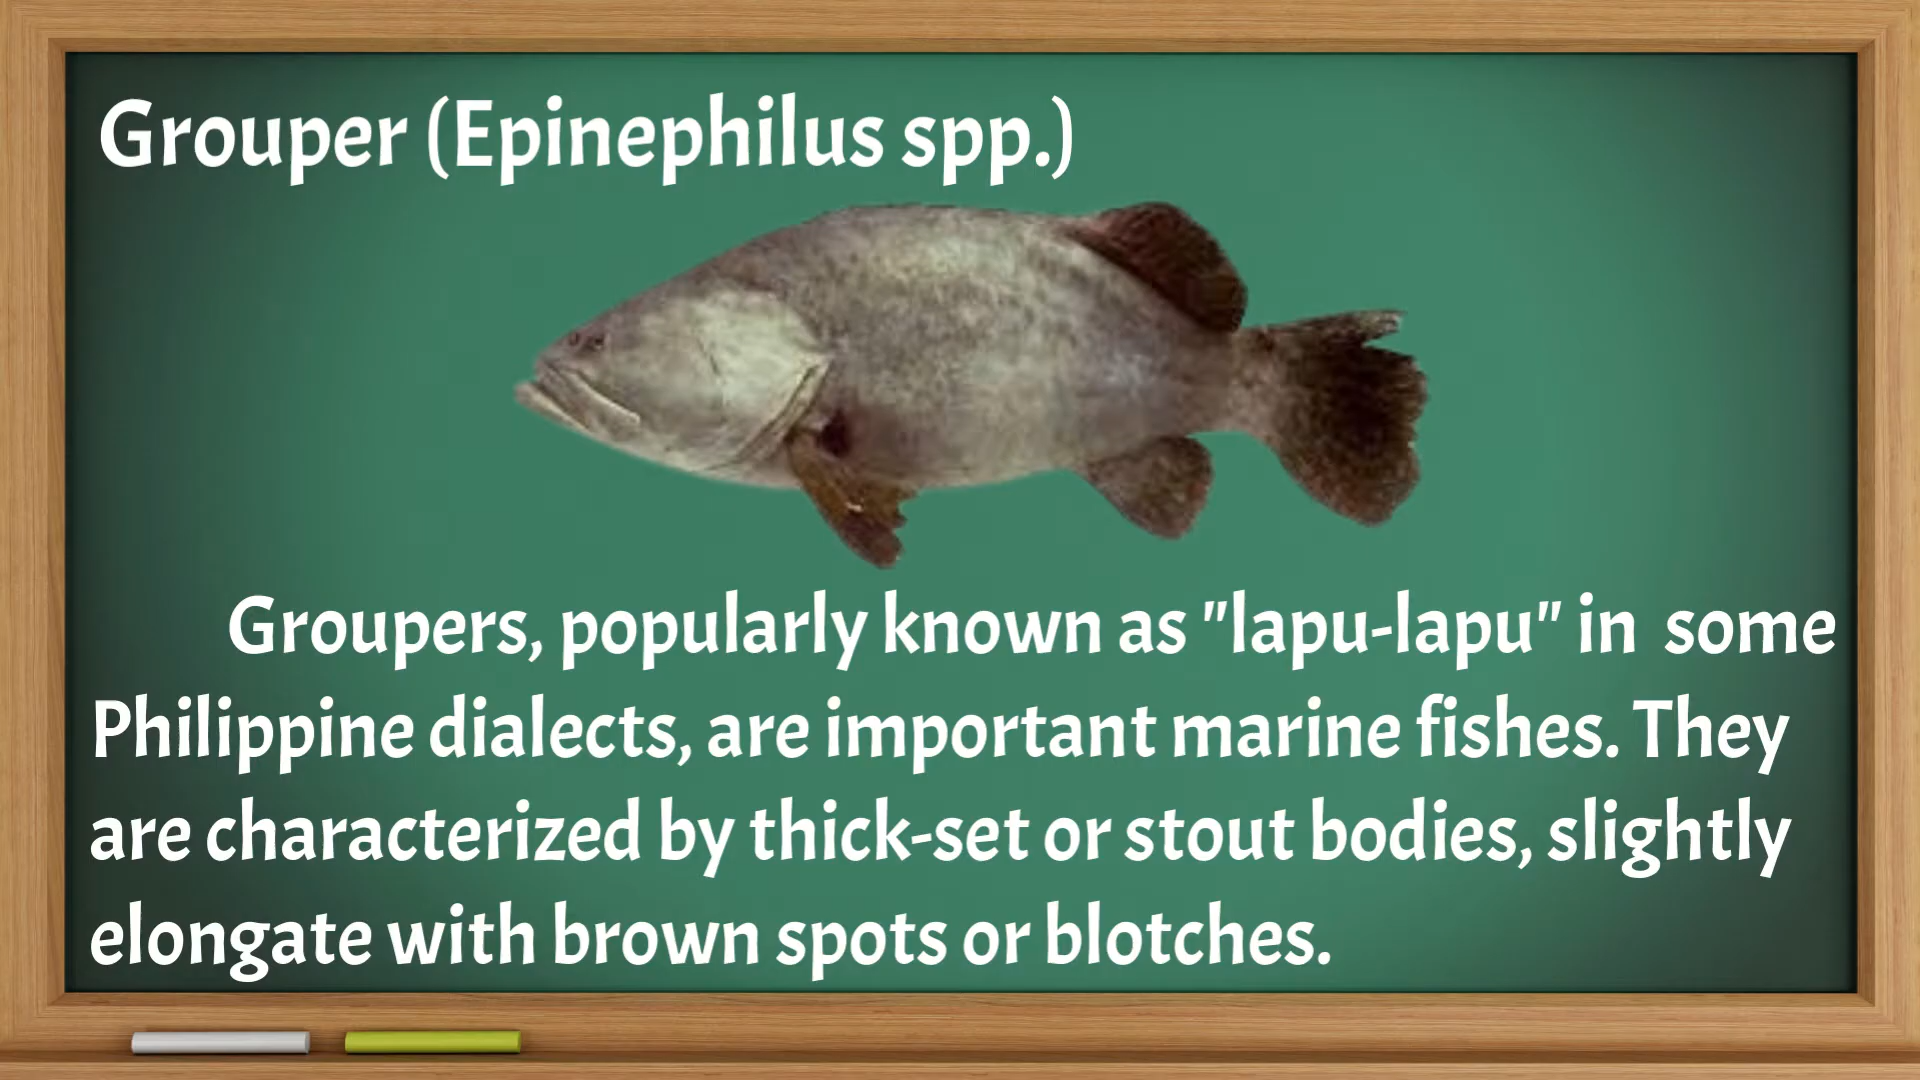 Grouper (Epinephilus spp.)
Groupers, popularly known as "lapu-lapu" in some
Philippine dialects, are important marine fishes. They
are characterized by thick-set or stout bodies, slightly
elongate with brown spots or blotches.